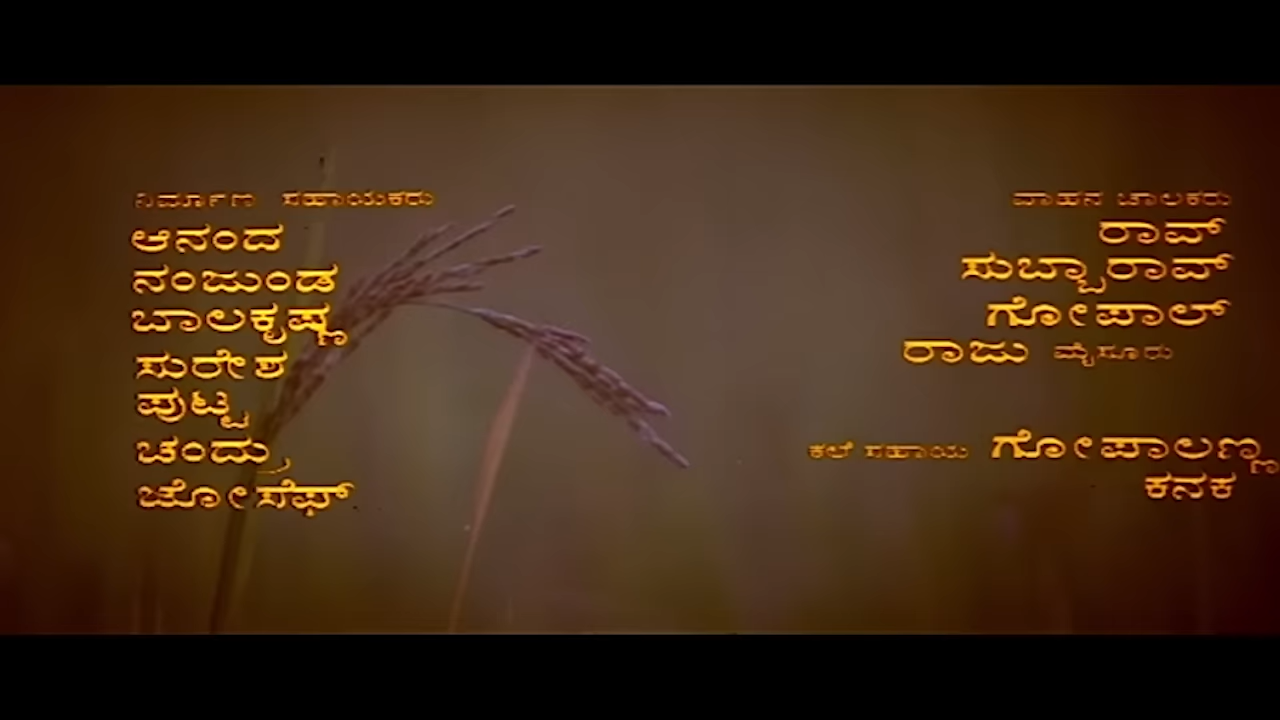 ನಿರ್ಮಾಣ ಸಹಾಯಕರು
ಆನಂದ
ನಂಜುಂಡ
ಬಾಲಕೃಷ್ಣ
ಸುರೇಶ
ಪುಟ್ಟ
ಚಂದ್ರು
ಜೋಸೆಫ್
ವಾಹನ ಚಾಲಕರು
ರಾವ್
ಸುಬ್ಬಾರಾವ್
ಗೋಪಾಲ್
ರಾಜು ಮೈಸೂರು
ಕಲೆ ಸಹಾಯ ಗೋಪಾಲಣ್ಣ
ಕನಕ